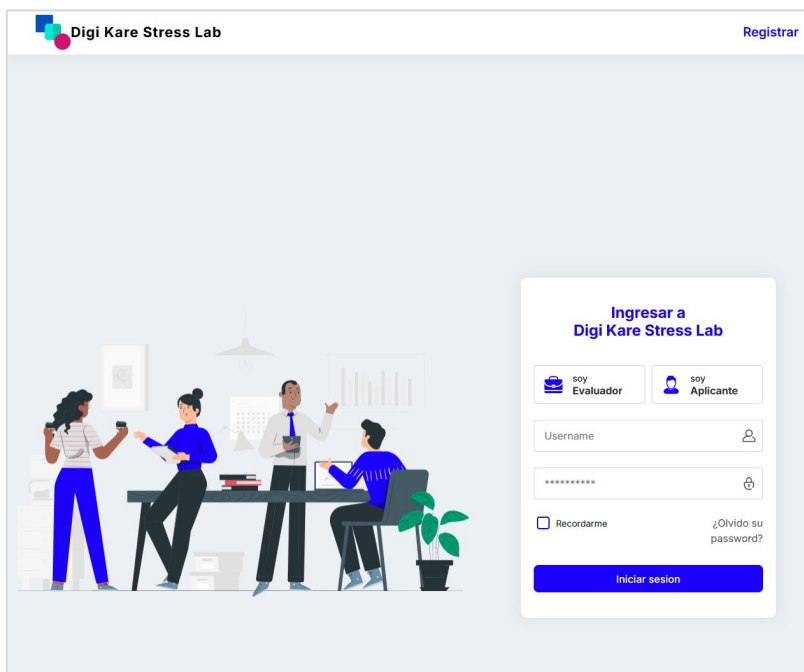 Digi Kare Stress Lab
Registrar
Ingresar a
Digi Kare Stress Lab
soy
Evaluador
soy
Aplicante
Username
**********
Recordarme
¿Olvido su
password?
Iniciar sesion